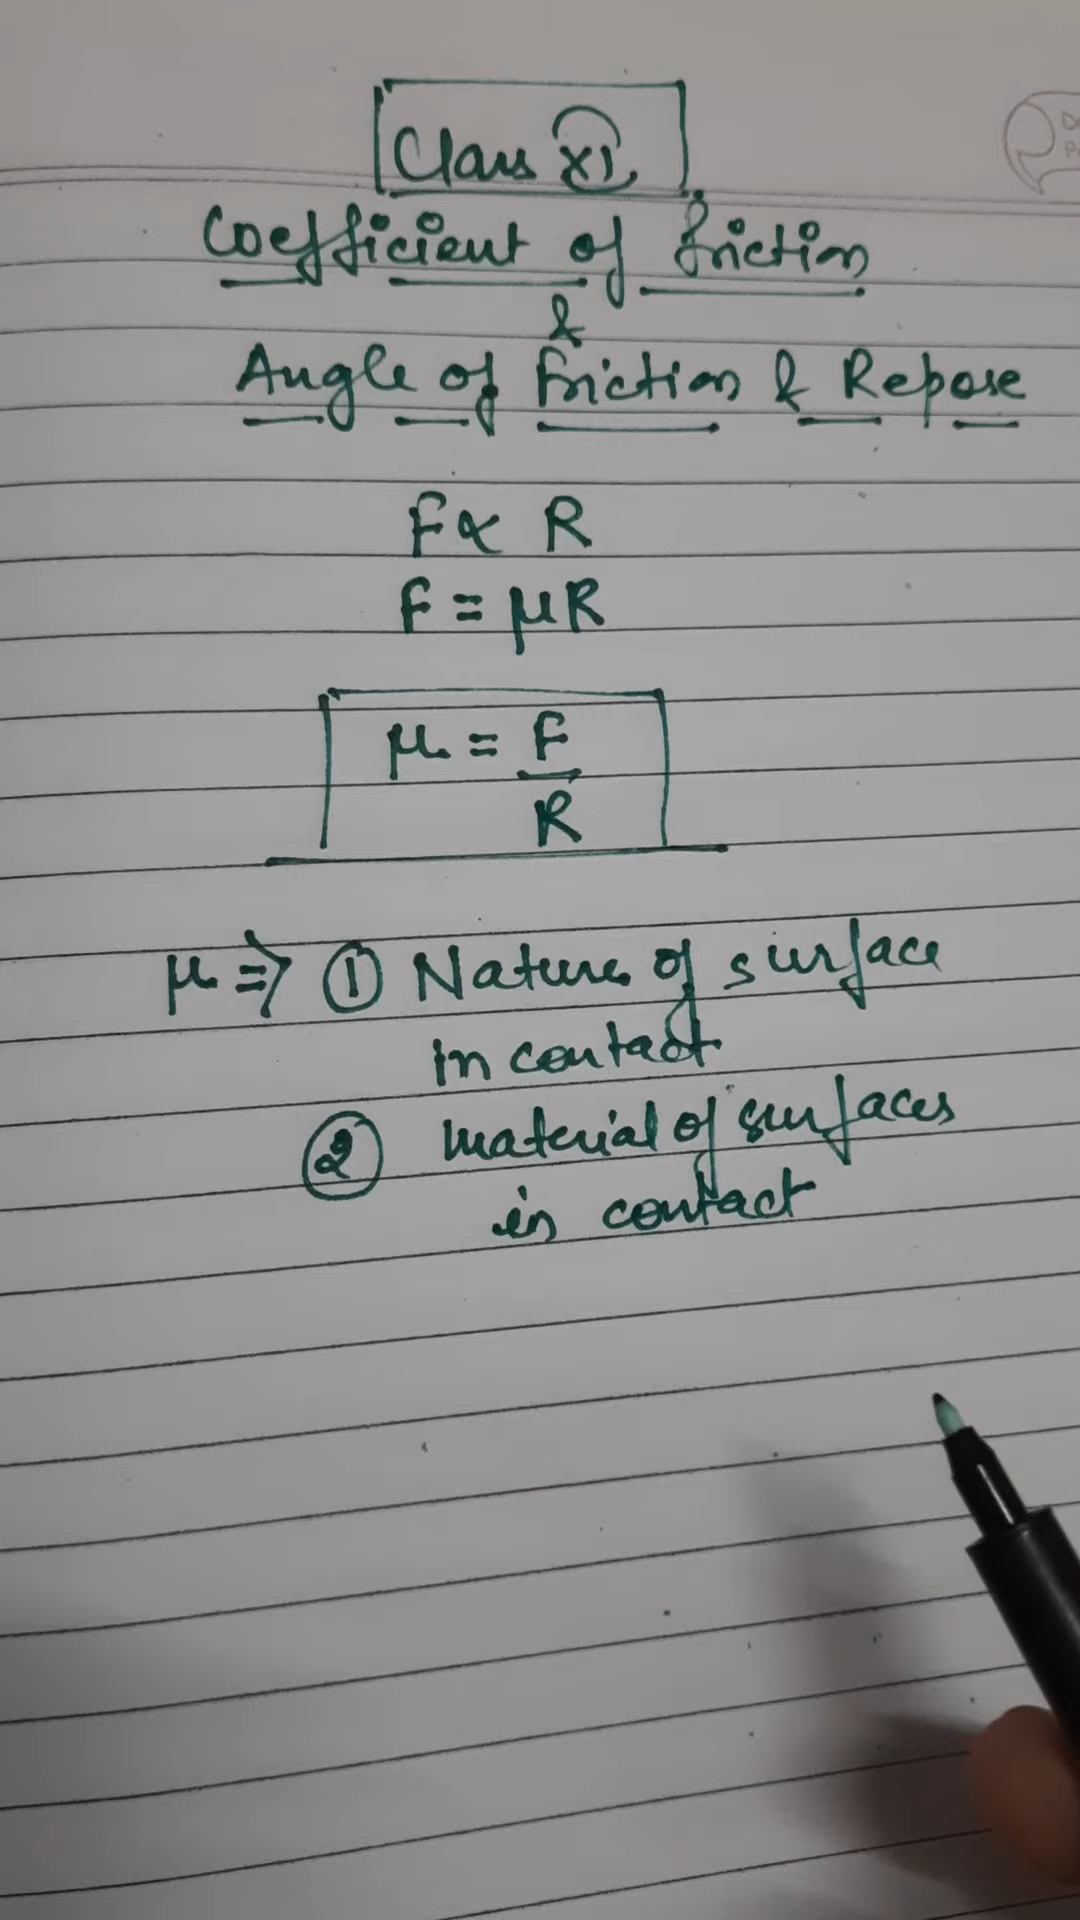 Class XI
Coefficient of friction
&
Angle of friction & Repose
F ∝ R
F = μR
μ = F
R
μ ⇒ ① Nature of surface
in contact
② material of surfaces
in contact